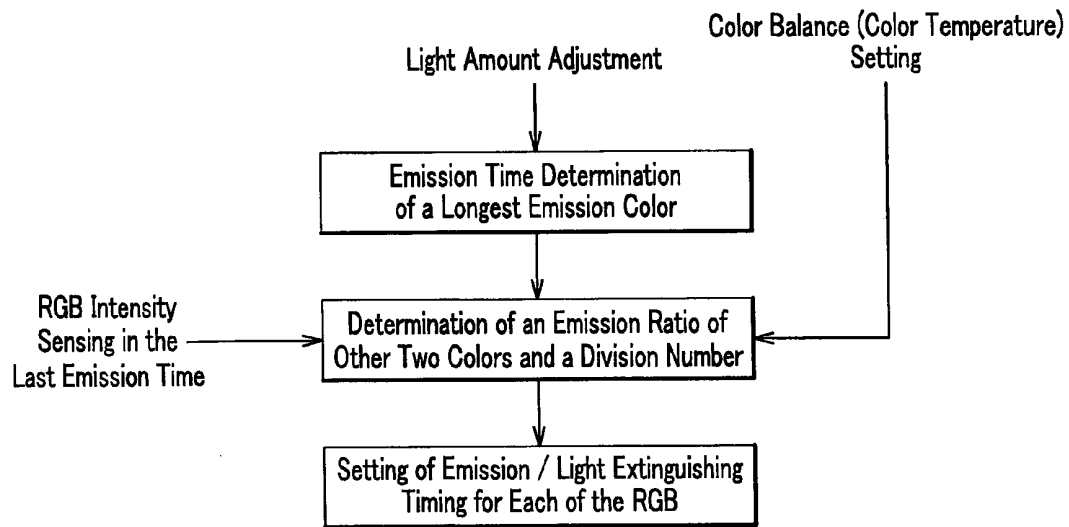 Color Balance (Color Temperature)
Setting
Light Amount Adjustment
Emission Time Determination
of a Longest Emission Color
RGB Intensity
Sensing in the
Last Emission Time
Determination of an Emission Ratio of
Other Two Colors and a Division Number
Setting of Emission / Light Extinguishing
Timing for Each of the RGB